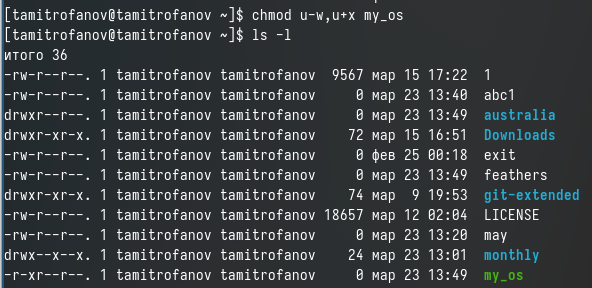 [tamitrofanov@tamitrofanov ~]$ chmod u-w,u+x my_os
[tamitrofanov@tamitrofanov ~]$ ls -l
итого 36
-rw-r--r--. 1 tamitrofanov tamitrofanov  9567 мар 15 17:22  1
-rw-r--r--. 1 tamitrofanov tamitrofanov     0 мар 23 13:40  abc1
drwxr--r--. 1 tamitrofanov tamitrofanov     0 мар 23 13:49  australia
drwxr-xr-x. 1 tamitrofanov tamitrofanov    72 мар 15 16:51  Downloads
-rw-r--r--. 1 tamitrofanov tamitrofanov     0 фев 25 00:18  exit
-rw-r--r--. 1 tamitrofanov tamitrofanov     0 мар 23 13:49  feathers
drwxr-xr-x. 1 tamitrofanov tamitrofanov    74 мар  9 19:53  git-extended
-rw-r--r--. 1 tamitrofanov tamitrofanov 18657 мар 12 02:04  LICENSE
-rw-r--r--. 1 tamitrofanov tamitrofanov     0 мар 23 13:20  may
drwx--x--x. 1 tamitrofanov tamitrofanov    24 мар 23 13:01  monthly
-r-xr--r--. 1 tamitrofanov tamitrofanov     0 мар 23 13:49  my_os